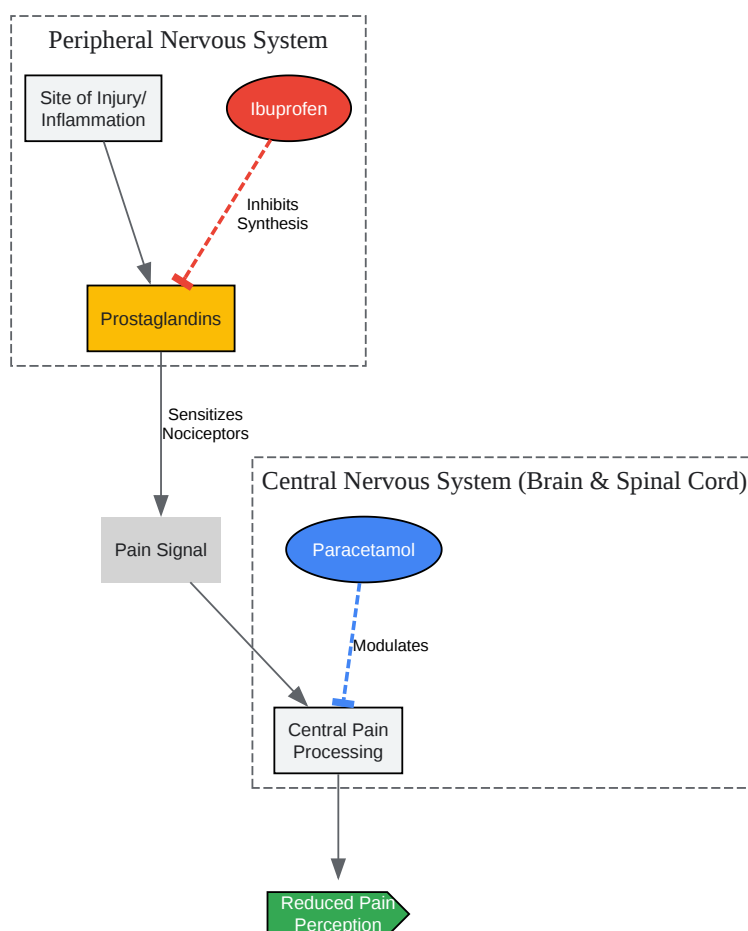 Peripheral Nervous System
Site of Injury/
Inflammation
Ibuprofen
Inhibits
Synthesis
Prostaglandins
Sensitizes
Nociceptors
Central Nervous System (Brain & Spinal Cord)
Pain Signal
Paracetamol
Modulates
Central Pain
Processing
Reduced Pain
Perception